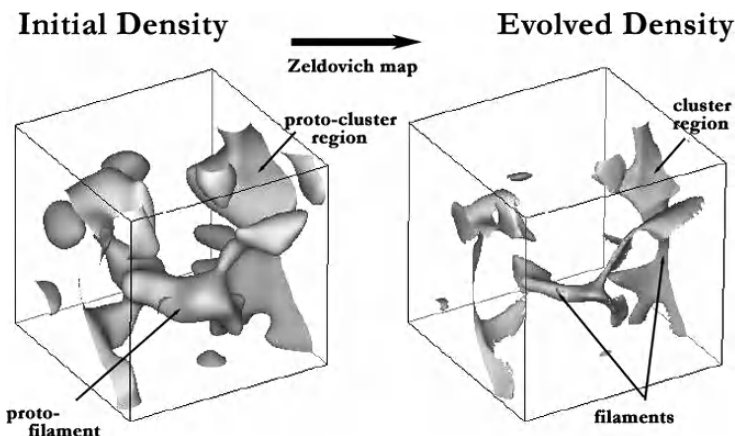 Initial Density
Zeldovich map
Evolved Density
proto-cluster
region
cluster
region
proto-
filament
filaments